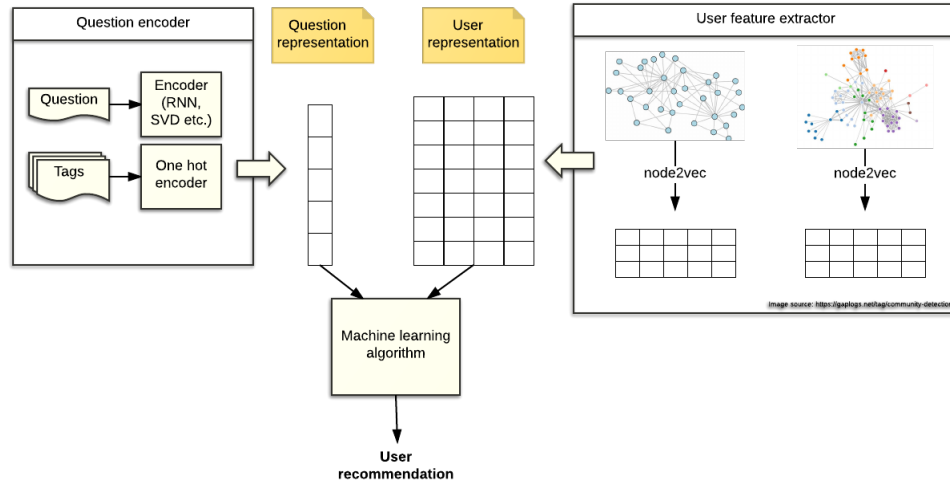 Question encoder
Question
Encoder
(RNN,
SVD etc.)
Tags
One hot
encoder
Question
representation
User
representation
User feature extractor
node2vec
node2vec
Image source: https://gaplogs.net/tag/community-detection
Machine learning
algorithm
User
recommendation